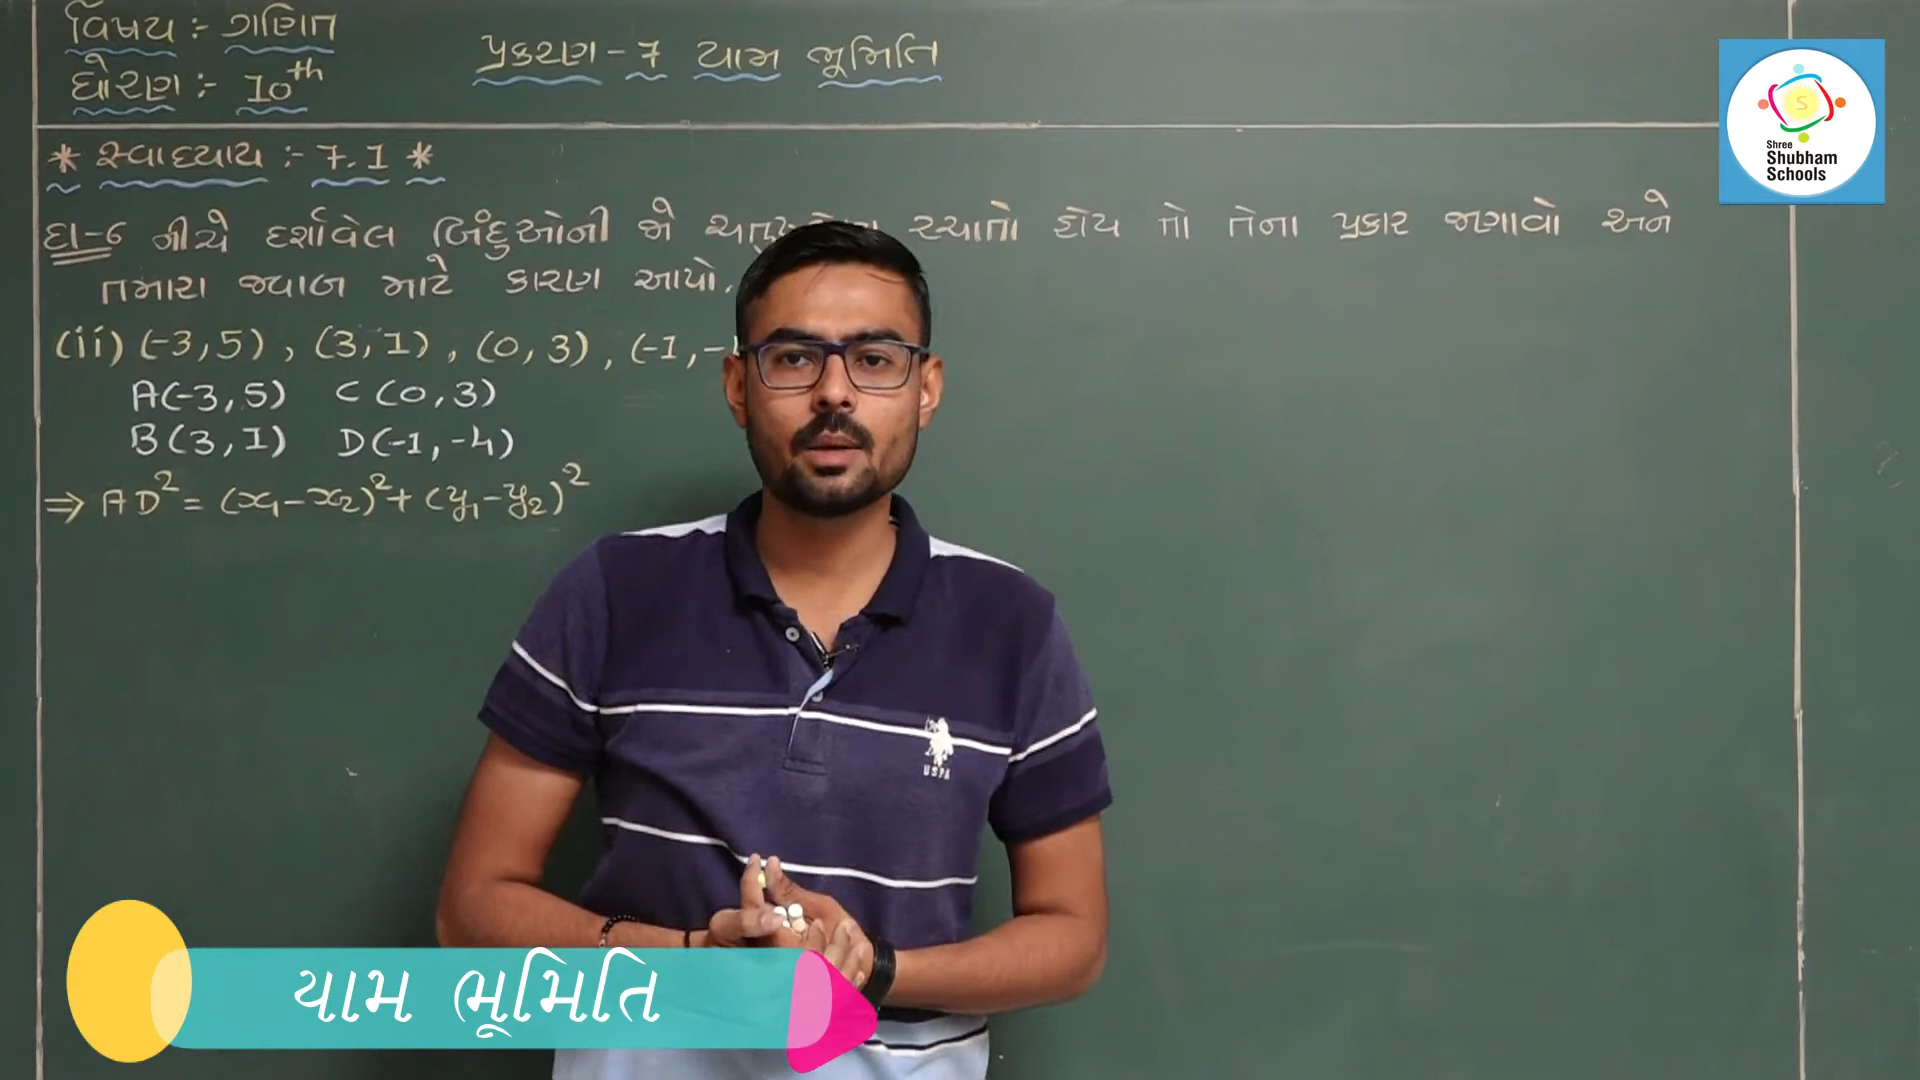 વિષય :- ગણિત
ધોરણ :- 10th
પ્રકરણ - 7 યામ ભૂમિતિ
* સ્વાધ્યાય :- 7.1 *
દા-6 નીચે દર્શાવેલ બિંદુઓની જો રચાતો હોય તો તેના પ્રકાર જણાવો અને
તમારા જવાબ માટે કારણ આપો.
(ii) (-3,5) , (3,1) , (0,3) , (-1,-
A(-3,5) C(0,3)
B(3,1) D(-1,-4)
⇒ AD² = (x₁-x₂)² + (y₁-y₂)²
Shree
Shubham
Schools
S
USPA
યામ ભૂમિતિ